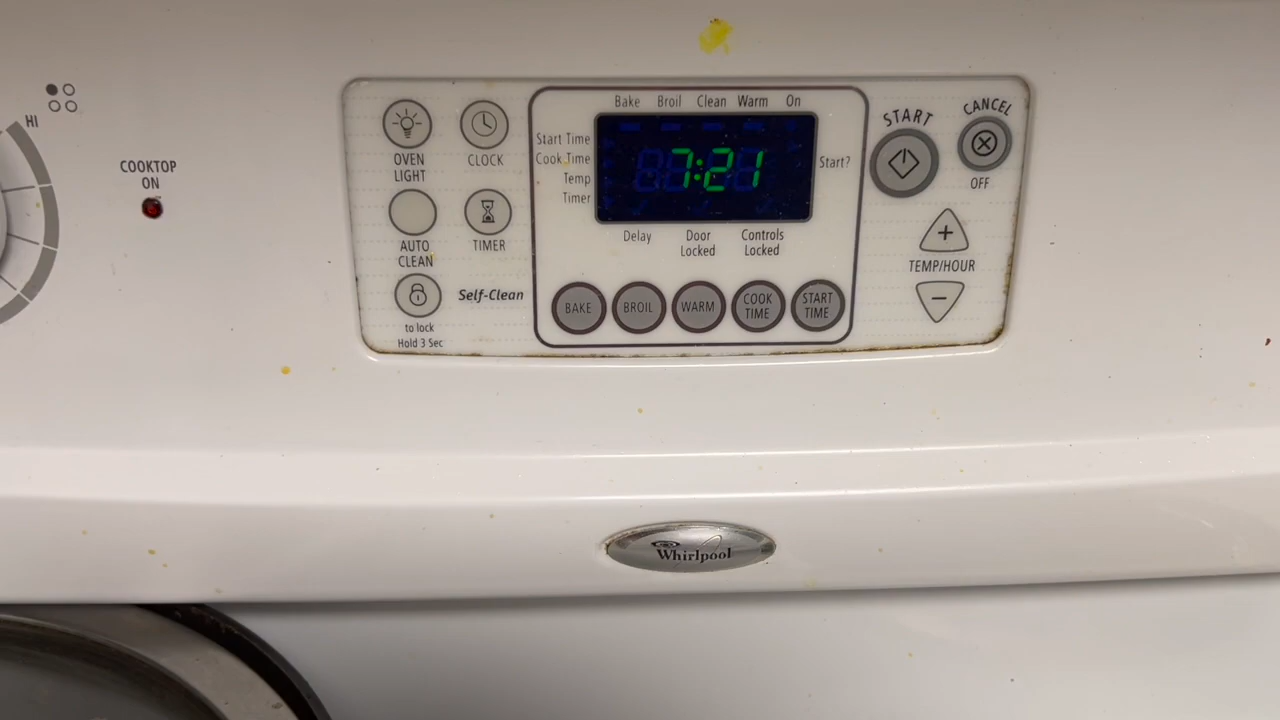 HI
COOKTOP
ON
OVEN
LIGHT
CLOCK
AUTO
CLEAN
TIMER
Self-Clean
to lock
Hold 3 Sec
Bake Broil Clean Warm On
Start Time
Cook Time
Temp
Timer
7:21
Start?
Delay
Door
Locked
Controls
Locked
BAKE
BROIL
WARM
COOK
TIME
START
TIME
START
CANCEL
OFF
TEMP/HOUR
Whirlpool